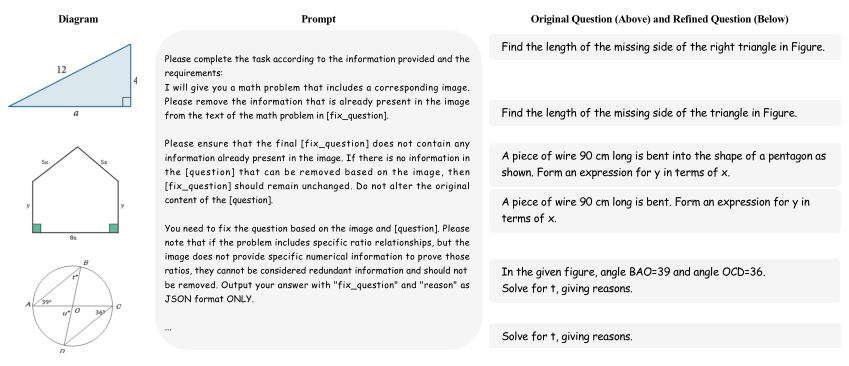 Diagram
Prompt
Original Question (Above) and Refined Question (Below)
12
4
a
5x
5x
y
y
8x
B
t°
A
39°
u°
O
36°
C
D
Please complete the task according to the information provided and the
requirements:
I will give you a math problem that includes a corresponding image.
Please remove the information that is already present in the image
from the text of the math problem in [fix_question].
Please ensure that the final [fix_question] does not contain any
information already present in the image. If there is no information in
the [question] that can be removed based on the image, then
[fix_question] should remain unchanged. Do not alter the original
content of the [question].
You need to fix the question based on the image and [question]. Please
note that if the problem includes specific ratio relationships, but the
image does not provide specific numerical information to prove those
ratios, they cannot be considered redundant information and should not
be removed. Output your answer with "fix_question" and "reason" as
JSON format ONLY.
...
Find the length of the missing side of the right triangle in Figure.
Find the length of the missing side of the triangle in Figure.
A piece of wire 90 cm long is bent into the shape of a pentagon as
shown. Form an expression for y in terms of x.
A piece of wire 90 cm long is bent. Form an expression for y in
terms of x.
In the given figure, angle BAO=39 and angle OCD=36.
Solve for t, giving reasons.
Solve for t, giving reasons.